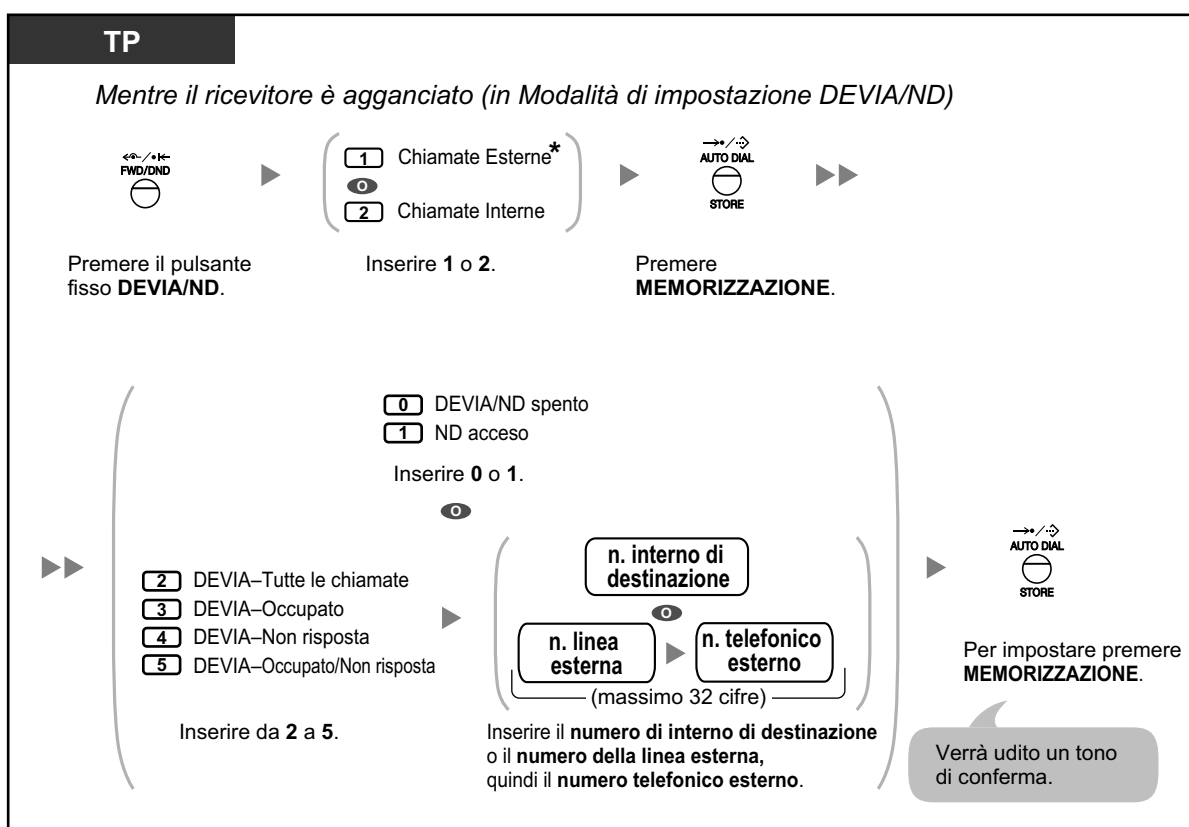 TP
Mentre il ricevitore è agganciato (in Modalità di impostazione DEVIA/ND)
FWD/DND
1 Chiamate Esterne*
O
2 Chiamate Interne
AUTO DIAL
STORE
Premere il pulsante
fisso DEVIA/ND.
Inserire 1 o 2.
Premere
MEMORIZZAZIONE.
0 DEVIA/ND spento
1 ND acceso
Inserire 0 o 1.
O
2 DEVIA–Tutte le chiamate
3 DEVIA–Occupato
4 DEVIA–Non risposta
5 DEVIA–Occupato/Non risposta
Inserire da 2 a 5.
n. interno di
destinazione
O
n. linea
esterna
n. telefonico
esterno
(massimo 32 cifre)
Inserire il numero di interno di destinazione
o il numero della linea esterna,
quindi il numero telefonico esterno.
AUTO DIAL
STORE
Per impostare premere
MEMORIZZAZIONE.
Verrà udito un tono
di conferma.